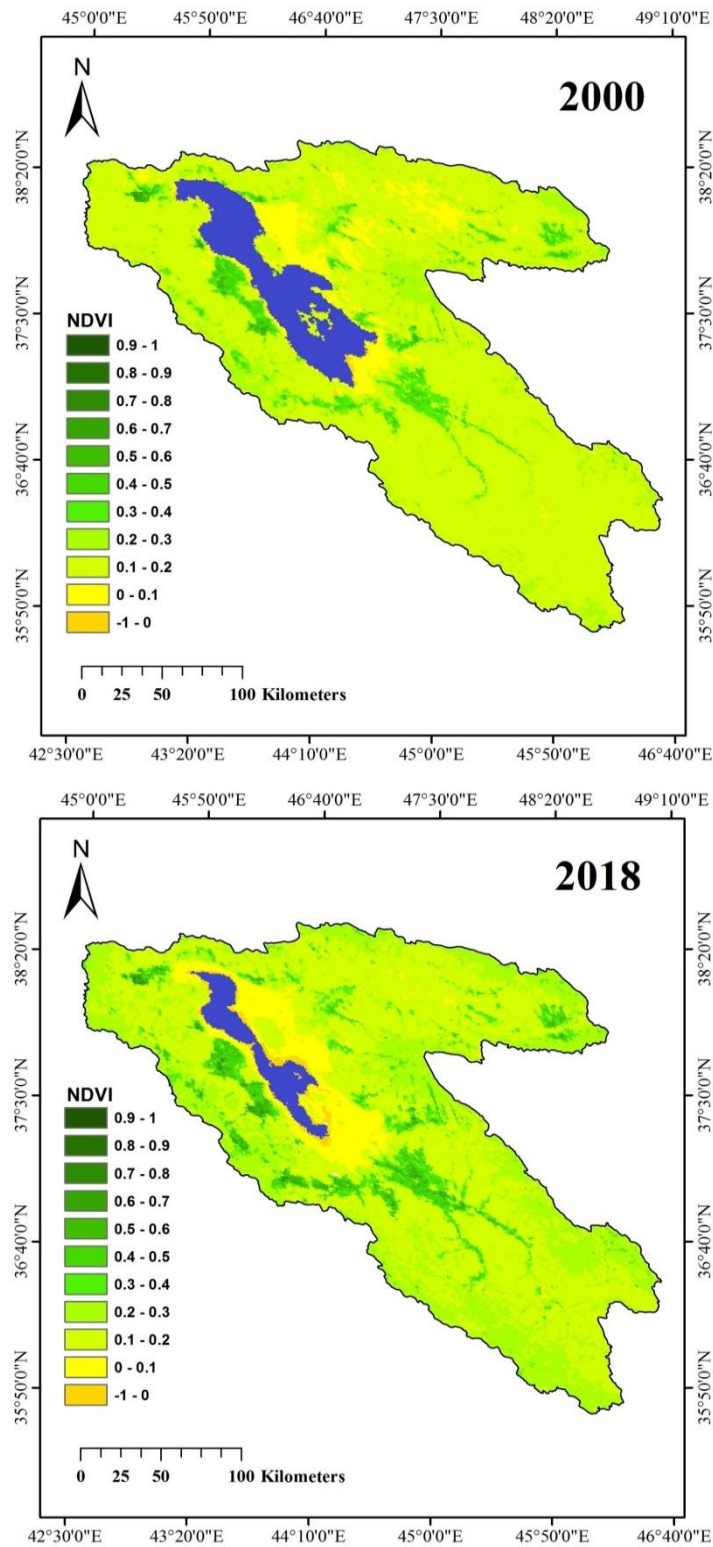 45°0'0"E 45°50'0"E 46°40'0"E 47°30'0"E 48°20'0"E 49°10'0"E
N
2000
38°20'0"N
37°30'0"N
36°40'0"N
35°50'0"N
38°20'0"N
37°30'0"N
36°40'0"N
35°50'0"N
NDVI
0.9 - 1
0.8 - 0.9
0.7 - 0.8
0.6 - 0.7
0.5 - 0.6
0.4 - 0.5
0.3 - 0.4
0.2 - 0.3
0.1 - 0.2
0 - 0.1
-1 - 0
0 25 50 100 Kilometers
42°30'0"E 43°20'0"E 44°10'0"E 45°0'0"E 45°50'0"E 46°40'0"E
45°0'0"E 45°50'0"E 46°40'0"E 47°30'0"E 48°20'0"E 49°10'0"E
N
2018
38°20'0"N
37°30'0"N
36°40'0"N
35°50'0"N
38°20'0"N
37°30'0"N
36°40'0"N
35°50'0"N
NDVI
0.9 - 1
0.8 - 0.9
0.7 - 0.8
0.6 - 0.7
0.5 - 0.6
0.4 - 0.5
0.3 - 0.4
0.2 - 0.3
0.1 - 0.2
0 - 0.1
-1 - 0
0 25 50 100 Kilometers
42°30'0"E 43°20'0"E 44°10'0"E 45°0'0"E 45°50'0"E 46°40'0"E